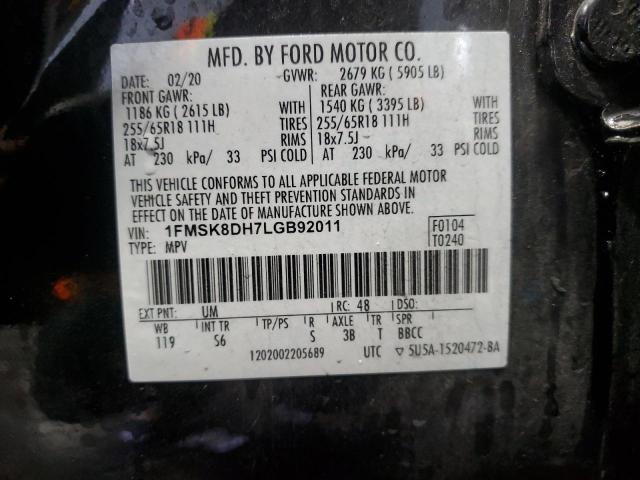 MFD. BY FORD MOTOR CO.
DATE: 02/20 GVWR: 2679 KG ( 5905 LB)
FRONT GAWR: REAR GAWR:
1186 KG ( 2615 LB) WITH 1540 KG ( 3395 LB) WITH
255/65R18 111H TIRES 255/65R18 111H TIRES
18x7.5J RIMS 18x7.5J RIMS
AT 230 kPa/ 33 PSI COLD AT 230 kPa/ 33 PSI COLD
THIS VEHICLE CONFORMS TO ALL APPLICABLE FEDERAL MOTOR
VEHICLE SAFETY AND THEFT PREVENTION STANDARDS IN
EFFECT ON THE DATE OF MANUFACTURE SHOWN ABOVE.
VIN: 1FMSK8DH7LGB92011 F0104
TYPE: MPV T0240
EXT PNT: UM RC: 48 DSO:
WB INT TR TP/PS R AXLE TR SPR
119 S6 S 3B T BBCC
1202002205689 UTC ▽ 5U5A-1520472-BA